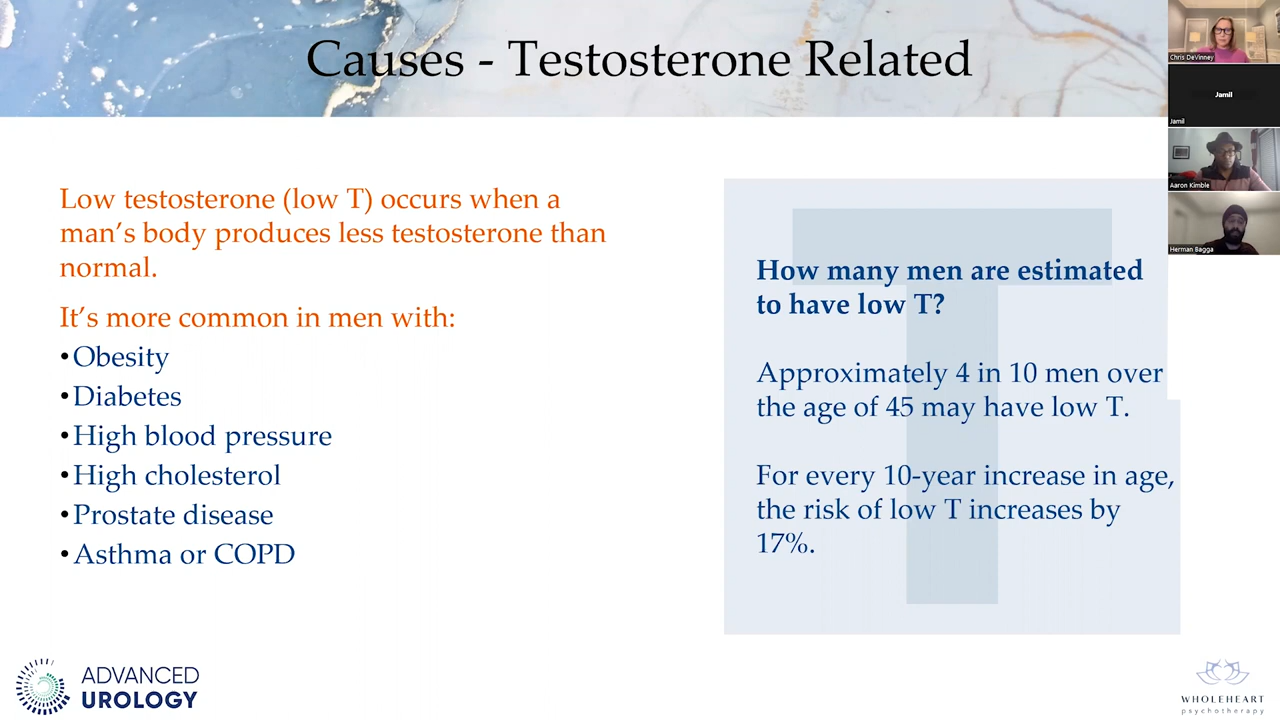 Causes - Testosterone Related
Low testosterone (low T) occurs when a
man’s body produces less testosterone than
normal.
It’s more common in men with:
•Obesity
•Diabetes
•High blood pressure
•High cholesterol
•Prostate disease
•Asthma or COPD
How many men are estimated
to have low T?
Approximately 4 in 10 men over
the age of 45 may have low T.
For every 10-year increase in age,
the risk of low T increases by
17%.
Chris DeVinney
Jamil
Jamil
Aaron Kimble
Herman Bagga
ADVANCED
UROLOGY
WHOLEHEART
psychotherapy